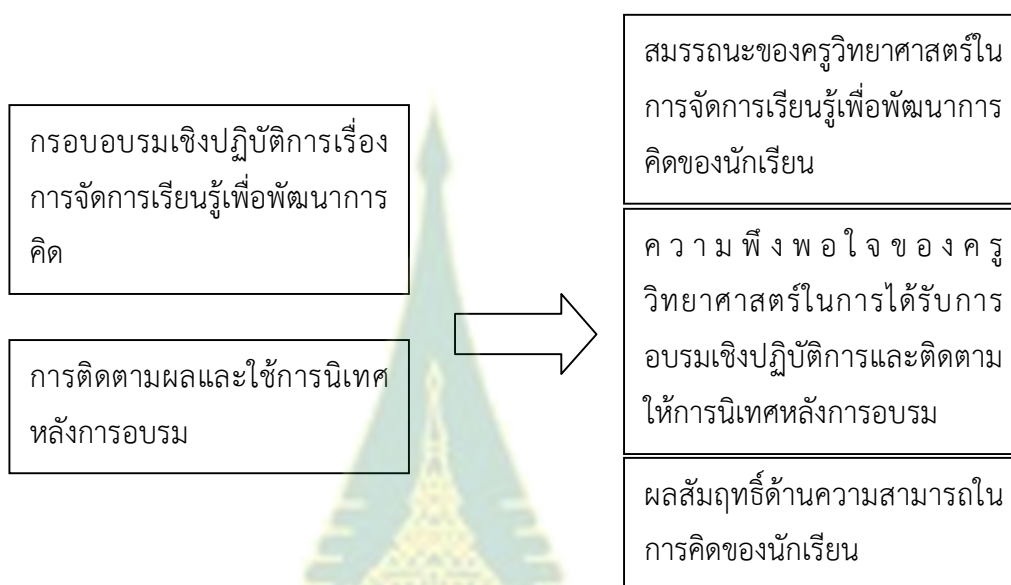 กรอบอบรมเชิงปฏิบัติการเรื่อง
การจัดการเรียนรู้เพื่อพัฒนาการ
คิด
การติดตามผลและใช้การนิเทศ
หลังการอบรม
สมรรถนะของครูวิทยาศาสตร์ใน
การจัดการเรียนรู้เพื่อพัฒนาการ
คิดของนักเรียน
ความพึงพอใจของครู
วิทยาศาสตร์ในการได้รับการ
อบรมเชิงปฏิบัติการและติดตาม
ให้การนิเทศหลังการอบรม
ผลสัมฤทธิ์ด้านความสามารถใน
การคิดของนักเรียน